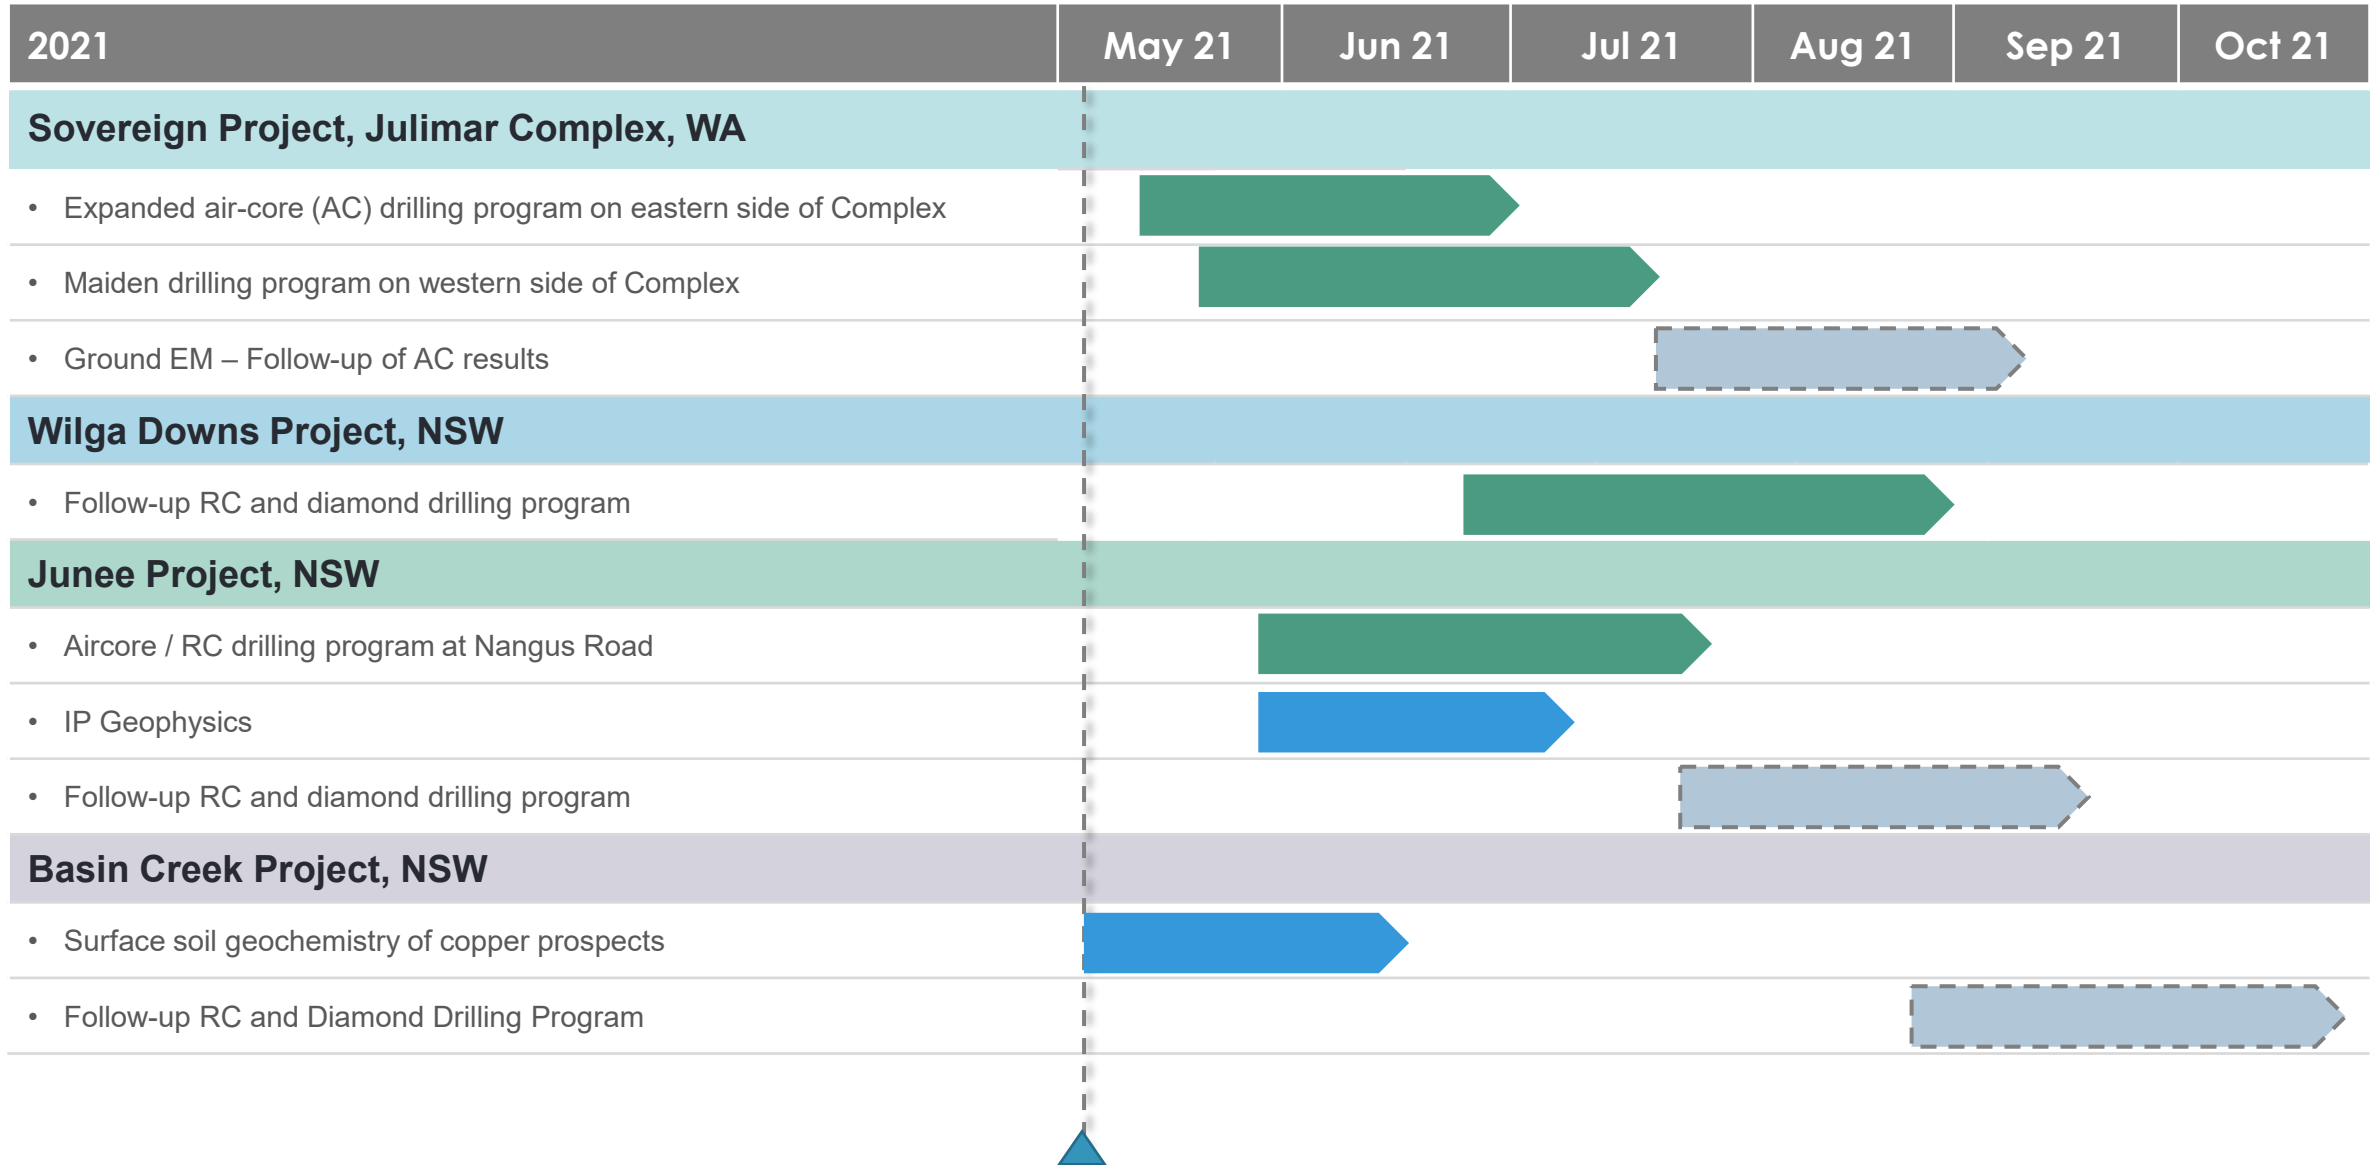 2021 May 21 Jun 21 Jul 21 Aug 21 Sep 21 Oct 21
Sovereign Project, Julimar Complex, WA
• Expanded air-core (AC) drilling program on eastern side of Complex
• Maiden drilling program on western side of Complex
• Ground EM – Follow-up of AC results
Wilga Downs Project, NSW
• Follow-up RC and diamond drilling program
Junee Project, NSW
• Aircore / RC drilling program at Nangus Road
• IP Geophysics
• Follow-up RC and diamond drilling program
Basin Creek Project, NSW
• Surface soil geochemistry of copper prospects
• Follow-up RC and Diamond Drilling Program